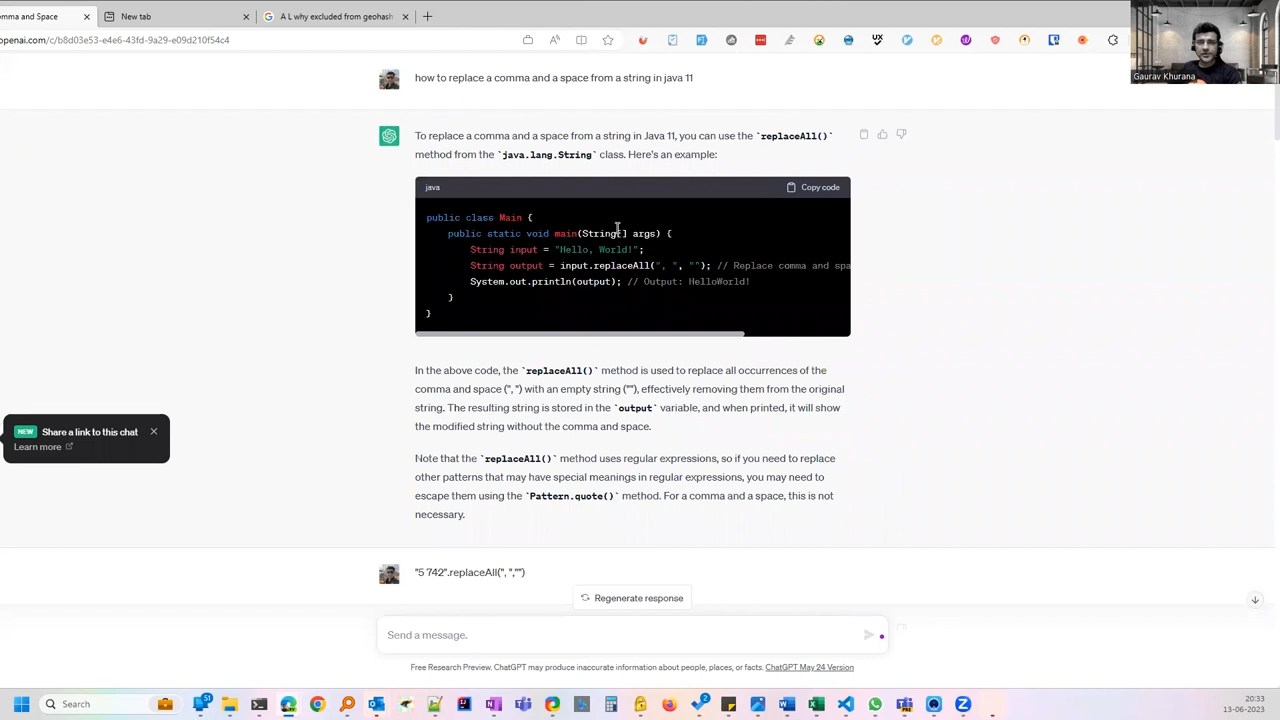 omma and Space
New tab
A L why excluded from geohash
openai.com/c/b8d03e53-e4e6-43fd-9a29-e09d210f54c4
UX
Gaurav Khurana
how to replace a comma and a space from a string in java 11
To replace a comma and a space from a string in Java 11, you can use the `replaceAll()`
method from the `java.lang.String` class. Here's an example:
java
Copy code
public class Main {
public static void main(String[] args) {
String input = "Hello, World!";
String output = input.replaceAll(", ", ""); // Replace comma and spa
System.out.println(output); // Output: HelloWorld!
}
}
In the above code, the `replaceAll()` method is used to replace all occurrences of the
comma and space (", ") with an empty string (""), effectively removing them from the original
string. The resulting string is stored in the `output` variable, and when printed, it will show
the modified string without the comma and space.
NEW Share a link to this chat
Learn more
Note that the `replaceAll()` method uses regular expressions, so if you need to replace
other patterns that may have special meanings in regular expressions, you may need to
escape them using the `Pattern.quote()` method. For a comma and a space, this is not
necessary.
"5 742".replaceAll(", ","")
Regenerate response
Send a message.
Free Research Preview. ChatGPT may produce inaccurate information about people, places, or facts. ChatGPT May 24 Version
Search
20:33
13-06-2023